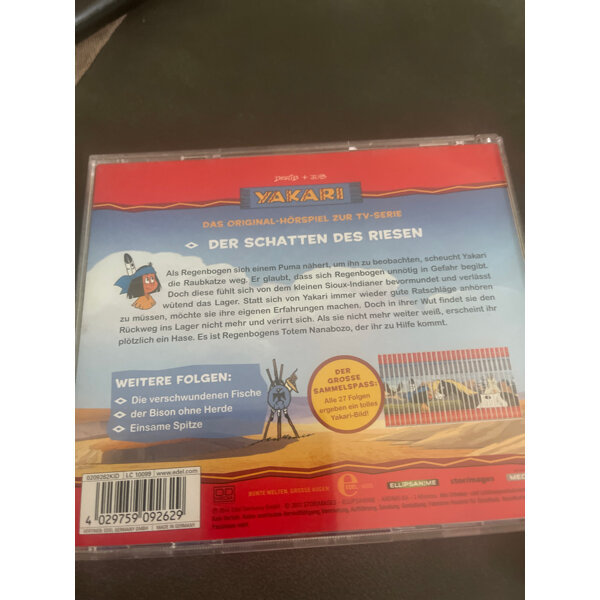 YAKARI
DAS ORIGINAL-HÖRSPIEL ZUR TV-SERIE
DER SCHATTEN DES RIESEN
Als Regenbogen sich einem Puma nähert, um ihn zu beobachten, scheucht Yakari
die Raubkatze weg. Er glaubt, dass sich Regenbogen unnötig in Gefahr begibt.
Doch diese fühlt sich von dem kleinen Sioux-Indianer bevormundet und verlässt
wütend das Lager. Statt sich von Yakari immer wieder gute Ratschläge anhören
zu müssen, möchte sie ihre eigenen Erfahrungen machen. Doch in ihrer Wut findet sie den
Rückweg ins Lager nicht mehr und verirrt sich. Als sie nicht mehr weiter weiß, erscheint ihr
plötzlich ein Hase. Es ist Regenbogens Totem Nanabozo, der ihr zu Hilfe kommt.
WEITERE FOLGEN:
Die verschwundenen Fische
der Bison ohne Herde
Einsame Spitze
DER
GROSSE
SAMMELSPASS:
Alle 27 Folgen
ergeben ein tolles
Yakari-Bild!
0209262KID LC 10099 www.edel.com
4 029759 092629
MADE IN GERMANY
BUNTE WELTEN. GROSSE AUGEN
ELLIPSANIME
storimages